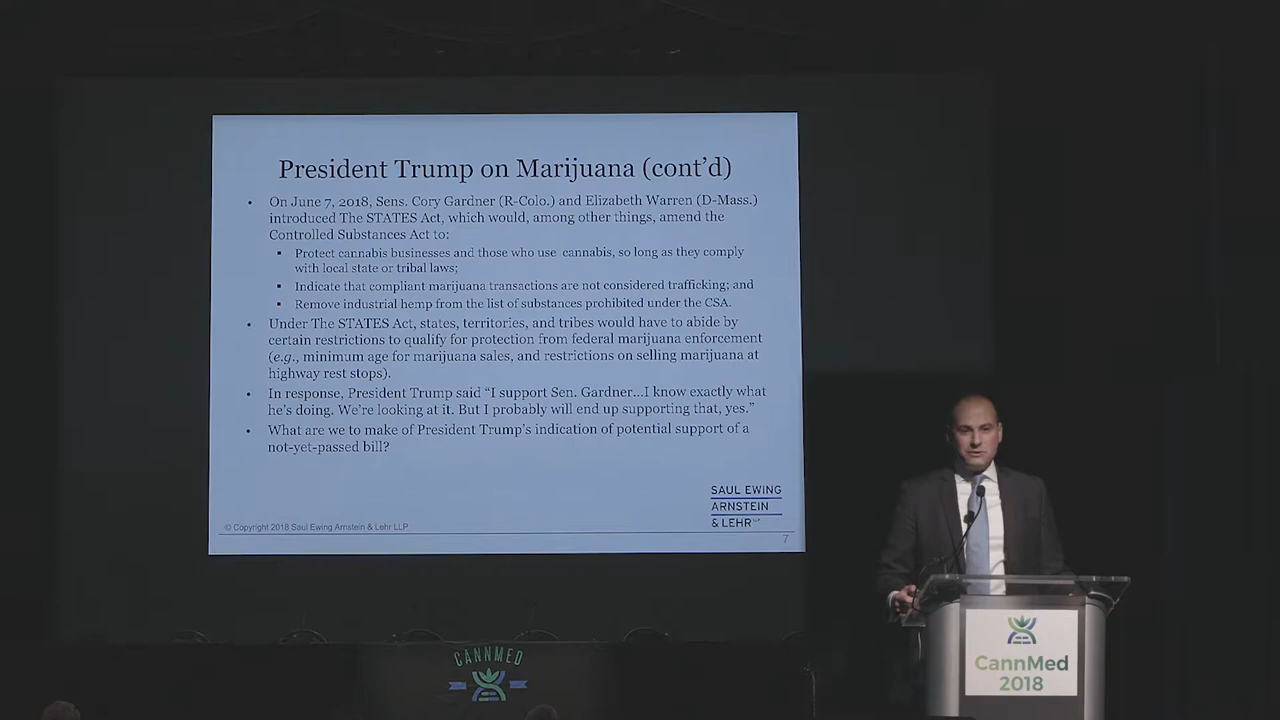 President Trump on Marijuana (cont'd)
• On June 7, 2018, Sens. Cory Gardner (R-Colo.) and Elizabeth Warren (D-Mass.)
introduced The STATES Act, which would, among other things, amend the
Controlled Substances Act to:
▪ Protect cannabis businesses and those who use cannabis, so long as they comply
with local state or tribal laws;
▪ Indicate that compliant marijuana transactions are not considered trafficking; and
▪ Remove industrial hemp from the list of substances prohibited under the CSA.
• Under The STATES Act, states, territories, and tribes would have to abide by
certain restrictions to qualify for protection from federal marijuana enforcement
(e.g., minimum age for marijuana sales, and restrictions on selling marijuana at
highway rest stops).
• In response, President Trump said “I support Sen. Gardner...I know exactly what
he's doing. We're looking at it. But I probably will end up supporting that, yes.”
• What are we to make of President Trump's indication of potential support of a
not-yet-passed bill?
SAUL EWING
ARNSTEIN
& LEHR LLP
© Copyright 2018 Saul Ewing Arnstein & Lehr LLP
7
CANNMED
CannMed
2018